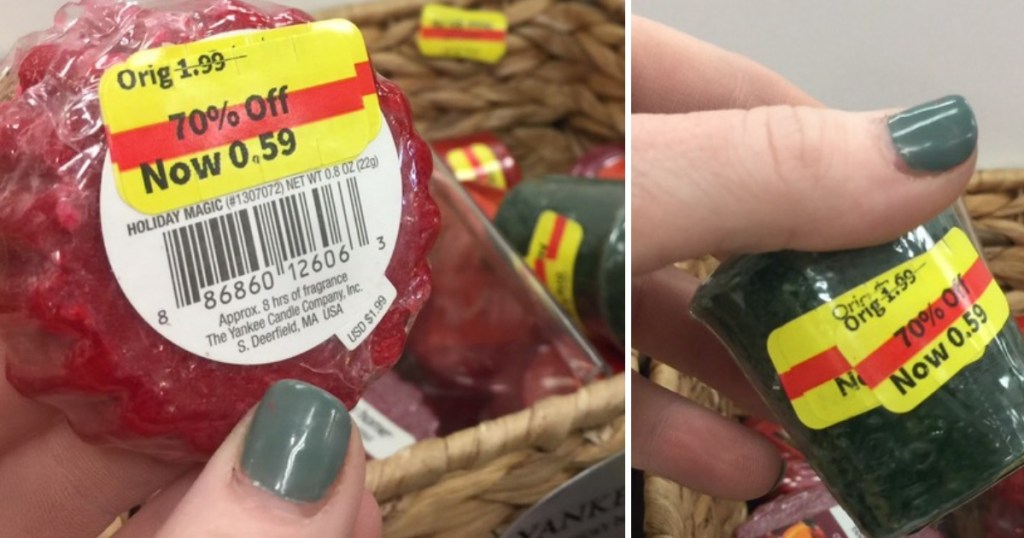 Orig 1.99
70% Off
Now 0.59
HOLIDAY MAGIC (#1307072) NET WT 0.8 OZ (22g)
8 86860 12606 3
Approx. 8 hrs of fragrance
The Yankee Candle Company, Inc.
S. Deerfield, MA USA
USD $1.99
YANKE
Orig 1.99
70% Off
Now 0.59